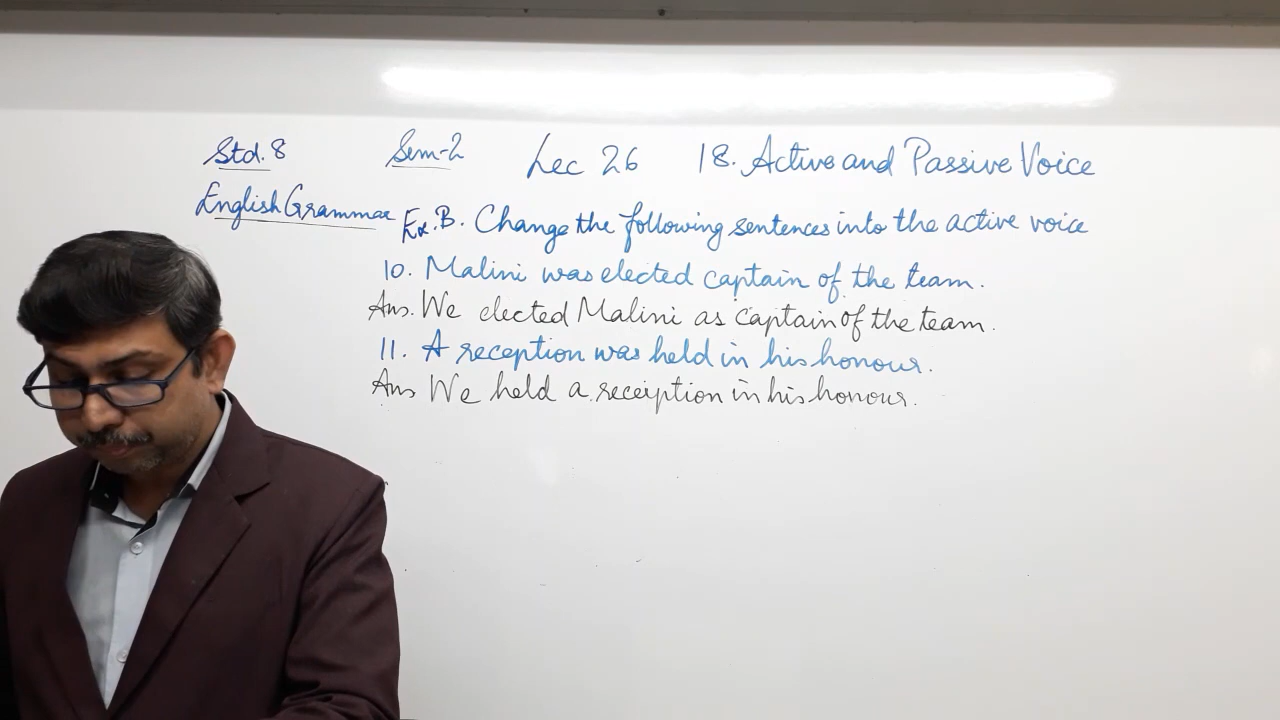 Std. 8 Sem-2 Lec 26 18. Active and Passive Voice
English Grammar Ex. B. Change the following sentences into the active voice
10. Malini was elected captain of the team.
Ans. We elected Malini as captain of the team.
11. A reception was held in his honour.
Ans We held a receiption in his honour.